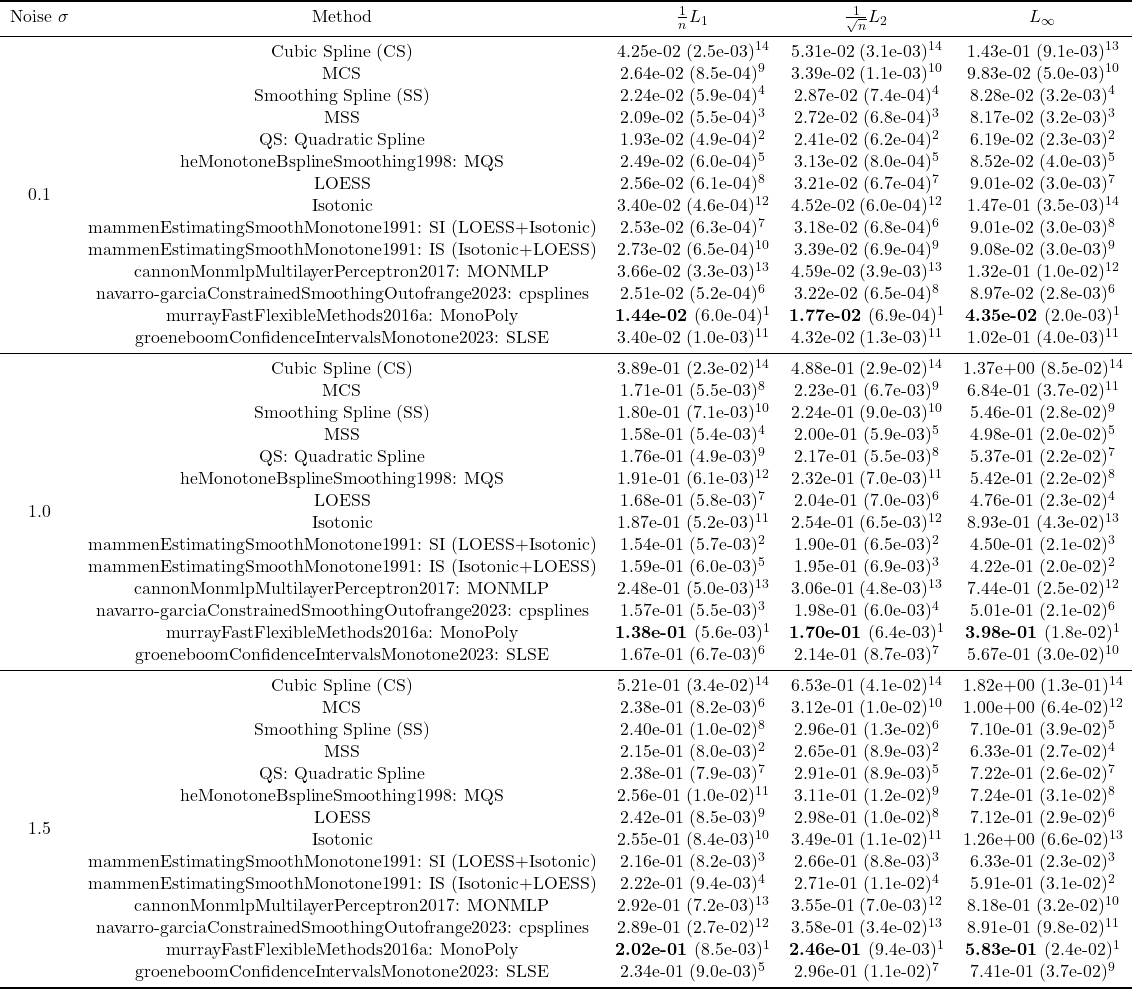 Noise σ Method 1/n L₁ 1/√n L₂ L∞
Cubic Spline (CS) 4.25e-02 (2.5e-03)^14 5.31e-02 (3.1e-03)^14 1.43e-01 (9.1e-03)^13
MCS 2.64e-02 (8.5e-04)^9 3.39e-02 (1.1e-03)^10 9.83e-02 (5.0e-03)^10
Smoothing Spline (SS) 2.24e-02 (5.9e-04)^4 2.87e-02 (7.4e-04)^4 8.28e-02 (3.2e-03)^4
MSS 2.09e-02 (5.5e-04)^3 2.72e-02 (6.8e-04)^3 8.17e-02 (3.2e-03)^3
QS: Quadratic Spline 1.93e-02 (4.9e-04)^2 2.41e-02 (6.2e-04)^2 6.19e-02 (2.3e-03)^2
heMonotoneBsplineSmoothing1998: MQS 2.49e-02 (6.0e-04)^5 3.13e-02 (8.0e-04)^5 8.52e-02 (4.0e-03)^5
LOESS 2.56e-02 (6.1e-04)^8 3.21e-02 (6.7e-04)^7 9.01e-02 (3.0e-03)^7
0.1
Isotonic 3.40e-02 (4.6e-04)^12 4.52e-02 (6.0e-04)^12 1.47e-01 (3.5e-03)^14
mammenEstimatingSmoothMonotone1991: SI (LOESS+Isotonic) 2.53e-02 (6.3e-04)^7 3.18e-02 (6.8e-04)^6 9.01e-02 (3.0e-03)^8
mammenEstimatingSmoothMonotone1991: IS (Isotonic+LOESS) 2.73e-02 (6.5e-04)^10 3.39e-02 (6.9e-04)^9 9.08e-02 (3.0e-03)^9
cannonMonmlpMultilayerPerceptron2017: MONMLP 3.66e-02 (3.3e-03)^13 4.59e-02 (3.9e-03)^13 1.32e-01 (1.0e-02)^12
navarro-garciaConstrainedSmoothingOutofrange2023: cpsplines 2.51e-02 (5.2e-04)^6 3.22e-02 (6.5e-04)^8 8.97e-02 (2.8e-03)^6
murrayFastFlexibleMethods2016a: MonoPoly 1.44e-02 (6.0e-04)^1 1.77e-02 (6.9e-04)^1 4.35e-02 (2.0e-03)^1
groeneboomConfidenceIntervalsMonotone2023: SLSE 3.40e-02 (1.0e-03)^11 4.32e-02 (1.3e-03)^11 1.02e-01 (4.0e-03)^11
Cubic Spline (CS) 3.89e-01 (2.3e-02)^14 4.88e-01 (2.9e-02)^14 1.37e+00 (8.5e-02)^14
MCS 1.71e-01 (5.5e-03)^8 2.23e-01 (6.7e-03)^9 6.84e-01 (3.7e-02)^11
Smoothing Spline (SS) 1.80e-01 (7.1e-03)^10 2.24e-01 (9.0e-03)^10 5.46e-01 (2.8e-02)^9
MSS 1.58e-01 (5.4e-03)^4 2.00e-01 (5.9e-03)^5 4.98e-01 (2.0e-02)^5
QS: Quadratic Spline 1.76e-01 (4.9e-03)^9 2.17e-01 (5.5e-03)^8 5.37e-01 (2.2e-02)^7
heMonotoneBsplineSmoothing1998: MQS 1.91e-01 (6.1e-03)^12 2.32e-01 (7.0e-03)^11 5.42e-01 (2.2e-02)^8
LOESS 1.68e-01 (5.8e-03)^7 2.04e-01 (7.0e-03)^6 4.76e-01 (2.3e-02)^4
1.0
Isotonic 1.87e-01 (5.2e-03)^11 2.54e-01 (6.5e-03)^12 8.93e-01 (4.3e-02)^13
mammenEstimatingSmoothMonotone1991: SI (LOESS+Isotonic) 1.54e-01 (5.7e-03)^2 1.90e-01 (6.5e-03)^2 4.50e-01 (2.1e-02)^3
mammenEstimatingSmoothMonotone1991: IS (Isotonic+LOESS) 1.59e-01 (6.0e-03)^5 1.95e-01 (6.9e-03)^3 4.22e-01 (2.0e-02)^2
cannonMonmlpMultilayerPerceptron2017: MONMLP 2.48e-01 (5.0e-03)^13 3.06e-01 (4.8e-03)^13 7.44e-01 (2.5e-02)^12
navarro-garciaConstrainedSmoothingOutofrange2023: cpsplines 1.57e-01 (5.5e-03)^3 1.98e-01 (6.0e-03)^4 5.01e-01 (2.1e-02)^6
murrayFastFlexibleMethods2016a: MonoPoly 1.38e-01 (5.6e-03)^1 1.70e-01 (6.4e-03)^1 3.98e-01 (1.8e-02)^1
groeneboomConfidenceIntervalsMonotone2023: SLSE 1.67e-01 (6.7e-03)^6 2.14e-01 (8.7e-03)^7 5.67e-01 (3.0e-02)^10
Cubic Spline (CS) 5.21e-01 (3.4e-02)^14 6.53e-01 (4.1e-02)^14 1.82e+00 (1.3e-01)^14
MCS 2.38e-01 (8.2e-03)^6 3.12e-01 (1.0e-02)^10 1.00e+00 (6.4e-02)^12
Smoothing Spline (SS) 2.40e-01 (1.0e-02)^8 2.96e-01 (1.3e-02)^6 7.10e-01 (3.9e-02)^5
MSS 2.15e-01 (8.0e-03)^2 2.65e-01 (8.9e-03)^2 6.33e-01 (2.7e-02)^4
QS: Quadratic Spline 2.38e-01 (7.9e-03)^7 2.91e-01 (8.9e-03)^5 7.22e-01 (2.6e-02)^7
heMonotoneBsplineSmoothing1998: MQS 2.56e-01 (1.0e-02)^11 3.11e-01 (1.2e-02)^9 7.24e-01 (3.1e-02)^8
LOESS 2.42e-01 (8.5e-03)^9 2.98e-01 (1.0e-02)^8 7.12e-01 (2.9e-02)^6
1.5
Isotonic 2.55e-01 (8.4e-03)^10 3.49e-01 (1.1e-02)^11 1.26e+00 (6.6e-02)^13
mammenEstimatingSmoothMonotone1991: SI (LOESS+Isotonic) 2.16e-01 (8.2e-03)^3 2.66e-01 (8.8e-03)^3 6.33e-01 (2.3e-02)^3
mammenEstimatingSmoothMonotone1991: IS (Isotonic+LOESS) 2.22e-01 (9.4e-03)^4 2.71e-01 (1.1e-02)^4 5.91e-01 (3.1e-02)^2
cannonMonmlpMultilayerPerceptron2017: MONMLP 2.92e-01 (7.2e-03)^13 3.55e-01 (7.0e-03)^12 8.18e-01 (3.2e-02)^10
navarro-garciaConstrainedSmoothingOutofrange2023: cpsplines 2.89e-01 (2.7e-02)^12 3.58e-01 (3.4e-02)^13 8.91e-01 (9.8e-02)^11
murrayFastFlexibleMethods2016a: MonoPoly 2.02e-01 (8.5e-03)^1 2.46e-01 (9.4e-03)^1 5.83e-01 (2.4e-02)^1
groeneboomConfidenceIntervalsMonotone2023: SLSE 2.34e-01 (9.0e-03)^5 2.96e-01 (1.1e-02)^7 7.41e-01 (3.7e-02)^9